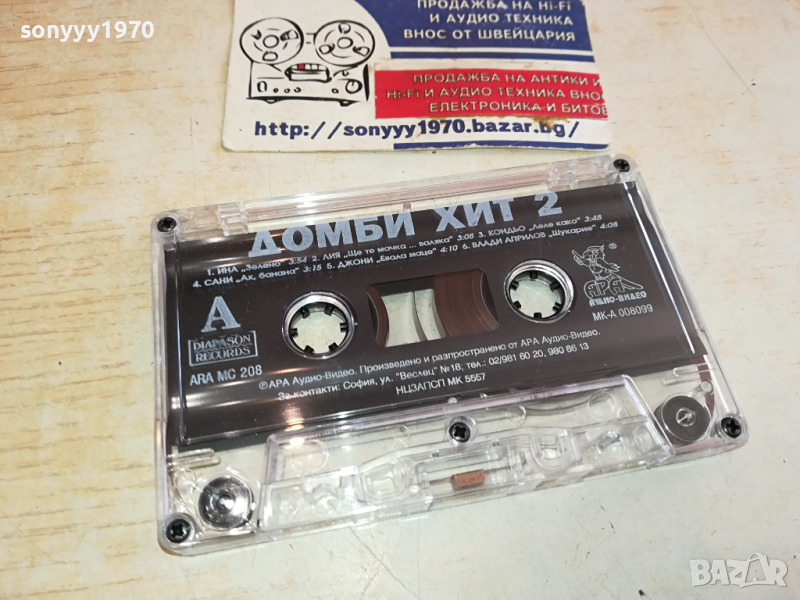 sonyyy1970
ПРОДАЖБА НА Hi-Fi
И АУДИО ТЕХНИКА
ВНОС ОТ ШВЕЙЦАРИЯ
ПРОДАЖБА НА АНТИКИ И
Hi-Fi И АУДИО ТЕХНИКА ВНО
ЕЛЕКТРОНИКА И БИТОВ
http://sonyyy1970.bazar.bg/
ДОМБИ ХИТ 2
1. ИНА „Зелено" 3:54 2. ЛИЯ „Ще те мачка ... валяка" 3:08 3. КОНДЬО „Леле како" 3:48
4. САНИ „Ах, банана" 3:15 5. ДЖОНИ „Евала маце" 4:10 6. ВЛАДИ АПРИЛОВ „Шукарие" 4:08
A
DIAPASON
RECORDS
ARA MC 208
АРА
АУДИО-ВИДЕО
МК-А 008099
℗АРА Аудио-Видео. Произведено и разпространено от АРА Аудио-Видео.
За контакти: София, ул. "Веслец" №18, тел.: 02/981 60 20, 980 86 13
НЦЗАПСП МК 5557
BAZAR